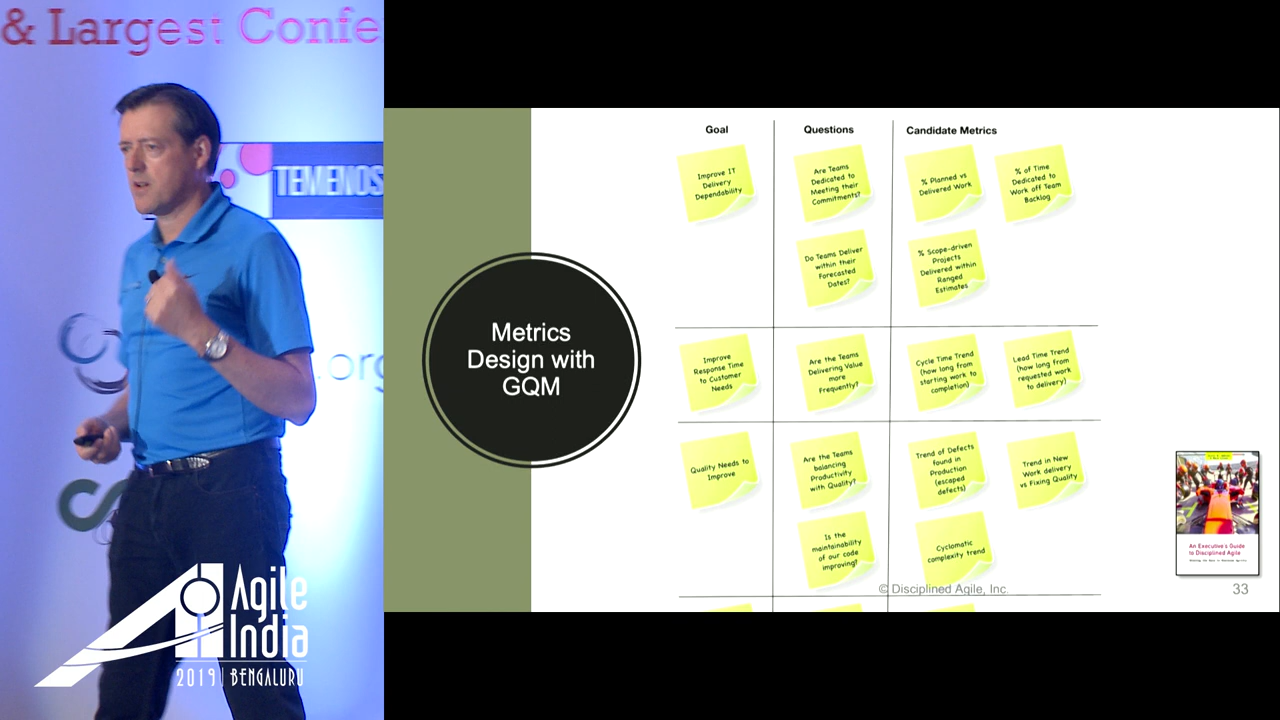 & Largest Confe
TEMENOS
.org
Agile
India
2019 | BENGALURU
Metrics
Design with
GQM
Goal
Questions
Candidate Metrics
Improve IT
Delivery
Dependability
Are Teams
Dedicated to
Meeting their
Commitments?
% Planned vs
Delivered Work
% of Time
Dedicated to
Work off Team
Backlog
Do Teams Deliver
within their
Forecasted
Dates?
% Scope-driven
Projects
Delivered within
Ranged
Estimates
Improve
Response Time
to Customer
Needs
Are the Teams
Delivering Value
more
Frequently?
Cycle Time Trend
(how long from
starting work to
completion)
Lead Time Trend
(how long from
requested work
to delivery)
Quality Needs to
Improve
Are the Teams
balancing
Productivity
with Quality?
Trend of Defects
found in
Production
(escaped
defects)
Trend in New
Work delivery
vs Fixing Quality
Is the
maintainability
of our code
improving?
Cyclomatic
complexity trend
An Executive's Guide
to Disciplined Agile
© Disciplined Agile, Inc.
33